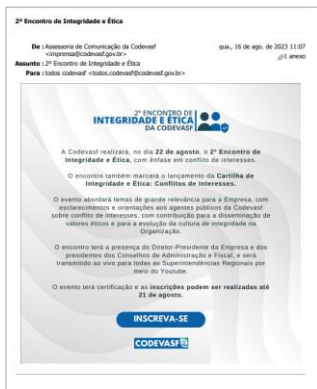 2º Encontro de Integridade e Ética
De : Assessoria de Comunicação da Codevasf
<imprensa@codevasf.gov.br>
qua., 16 de ago. de 2023 11:07
1 anexo
Assunto : 2º Encontro de Integridade e Ética
Para : todos codevasf <todos.codevasf@codevasf.gov.br>
2º ENCONTRO DE
INTEGRIDADE E ÉTICA
DA CODEVASF
A Codevasf realizará, no dia 22 de agosto, o 2º Encontro de
Integridade e Ética, com ênfase em conflito de interesses.
O encontro também marcará o lançamento da Cartilha de
Integridade e Ética: Conflitos de Interesses.
O evento abordará temas de grande relevância para a Empresa, com
esclarecimentos e orientações aos agentes públicos da Codevasf
sobre conflito de interesses, com contribuição para a disseminação de
valores éticos e para a evolução da cultura de integridade na
Organização.
O encontro terá a presença do Diretor-Presidente da Empresa e dos
presidentes dos Conselhos de Administração e Fiscal, e será
transmitido ao vivo para todas as Superintendências Regionais por
meio do Youtube.
O evento terá certificação e as inscrições podem ser realizadas até
21 de agosto.
INSCREVA-SE
CODEVASF